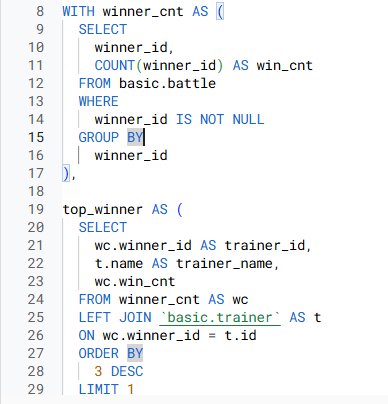 8 WITH winner_cnt AS (
9   SELECT
10     winner_id,
11     COUNT(winner_id) AS win_cnt
12   FROM basic.battle
13   WHERE
14     winner_id IS NOT NULL
15   GROUP BY
16     winner_id
17 ),
18
19 top_winner AS (
20   SELECT
21     wc.winner_id AS trainer_id,
22     t.name AS trainer_name,
23     wc.win_cnt
24   FROM winner_cnt AS wc
25   LEFT JOIN `basic.trainer` AS t
26   ON wc.winner_id = t.id
27   ORDER BY
28     3 DESC
29   LIMIT 1